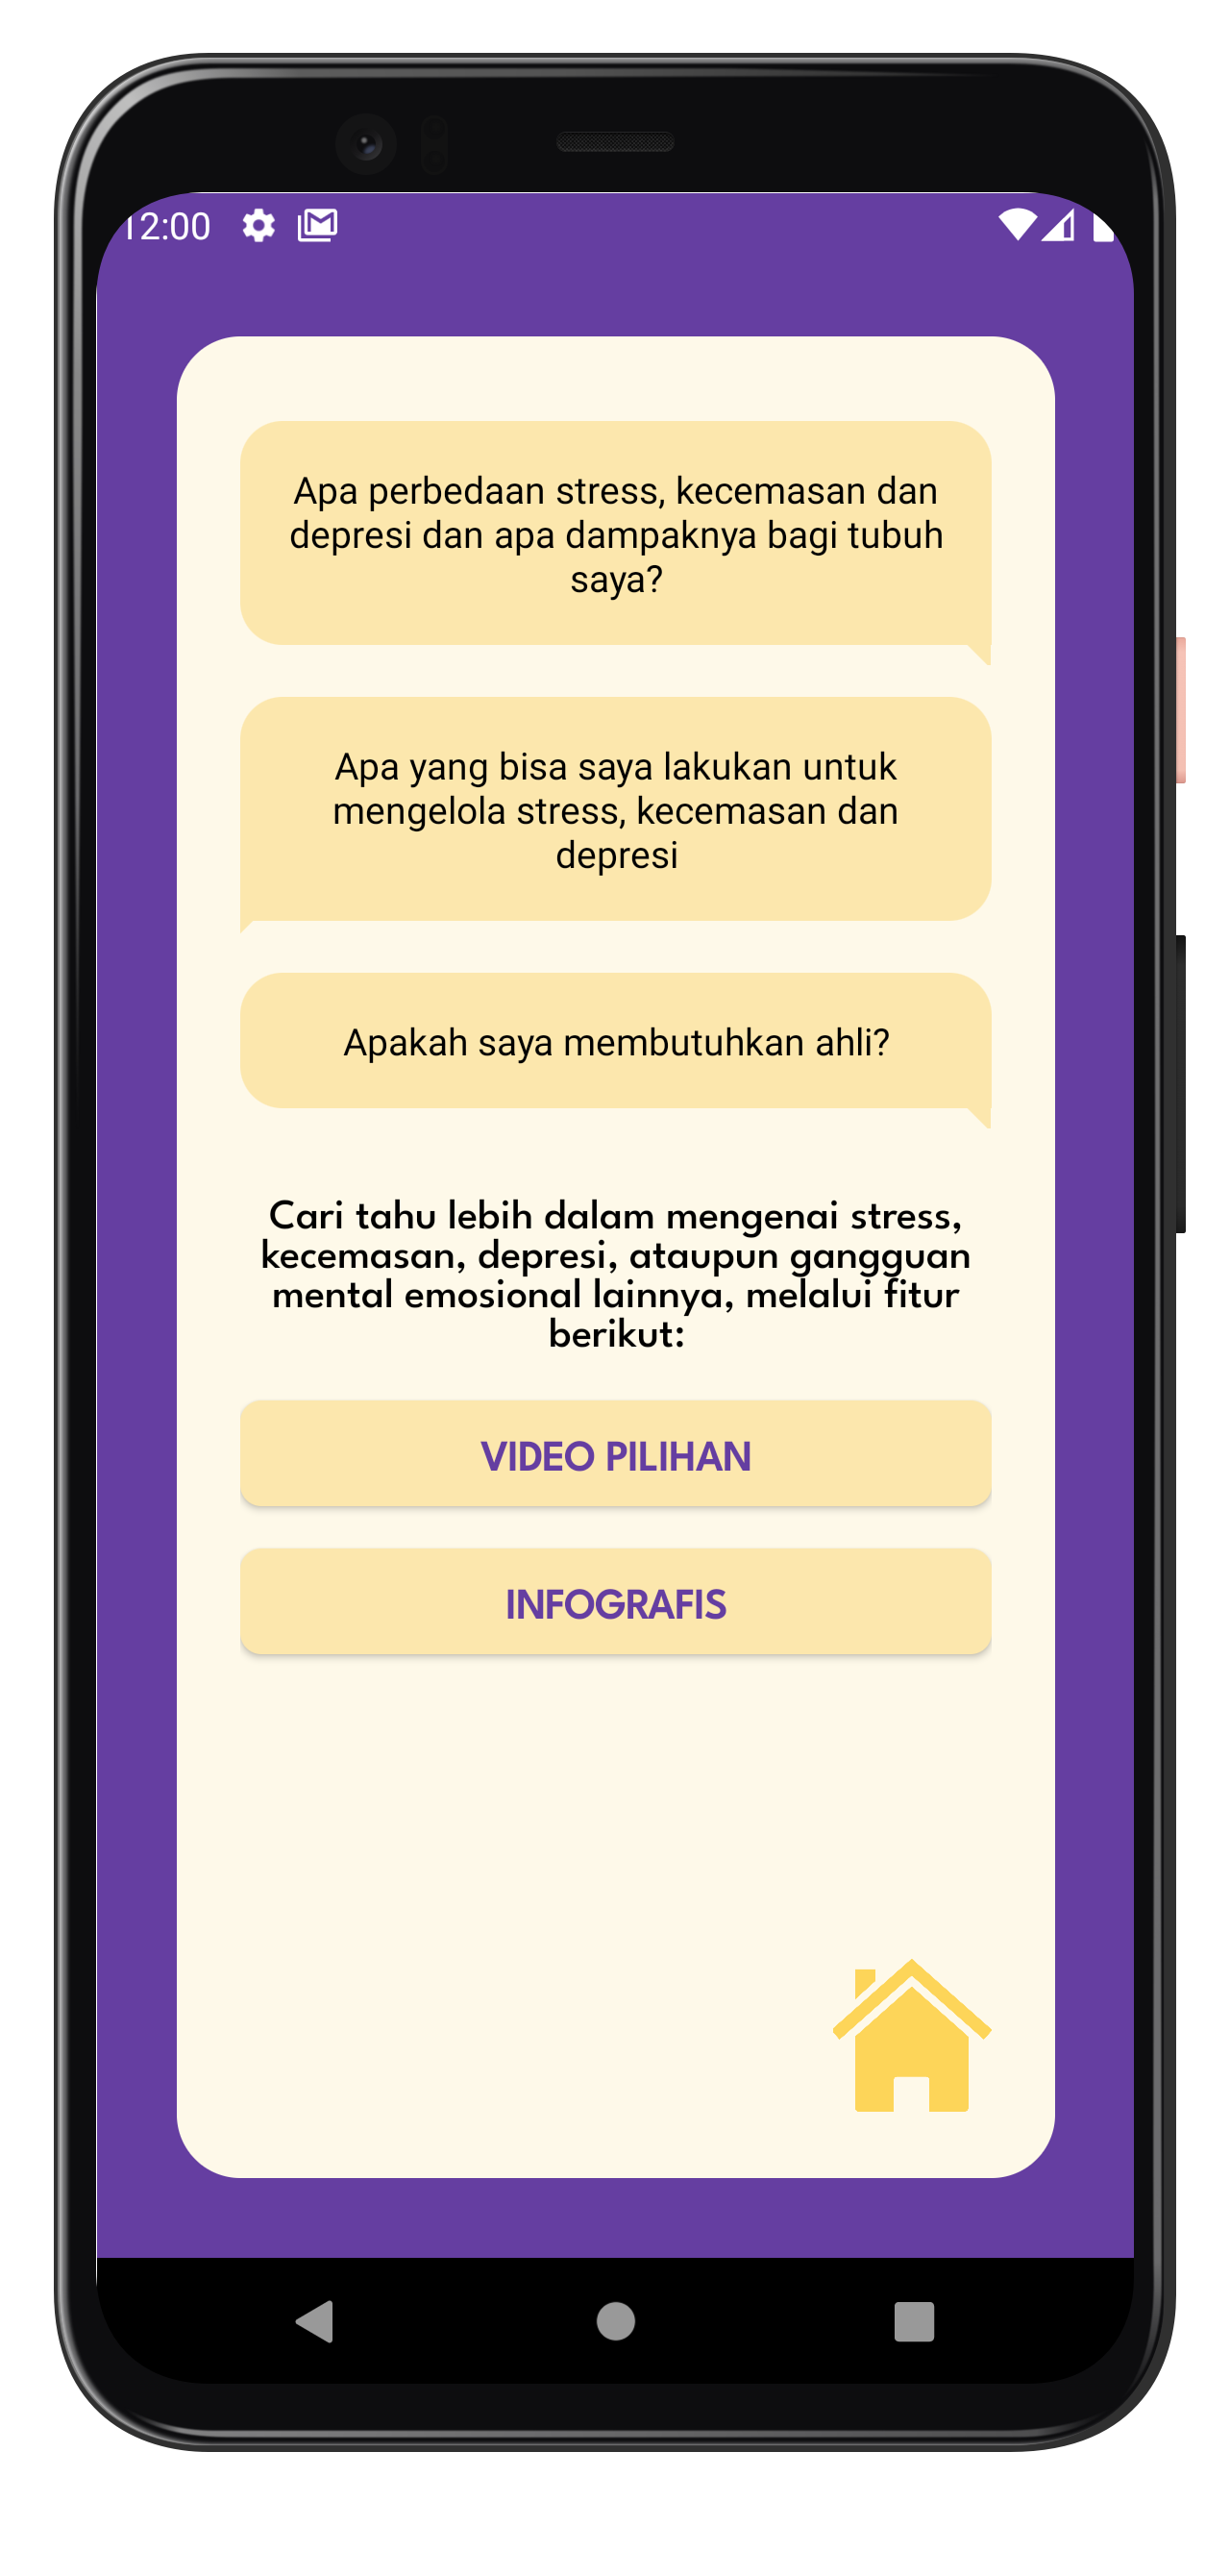 12:00
Apa perbedaan stress, kecemasan dan
depresi dan apa dampaknya bagi tubuh
saya?
Apa yang bisa saya lakukan untuk
mengelola stress, kecemasan dan
depresi
Apakah saya membutuhkan ahli?
Cari tahu lebih dalam mengenai stress,
kecemasan, depresi, ataupun gangguan
mental emosional lainnya, melalui fitur
berikut:
VIDEO PILIHAN
INFOGRAFIS